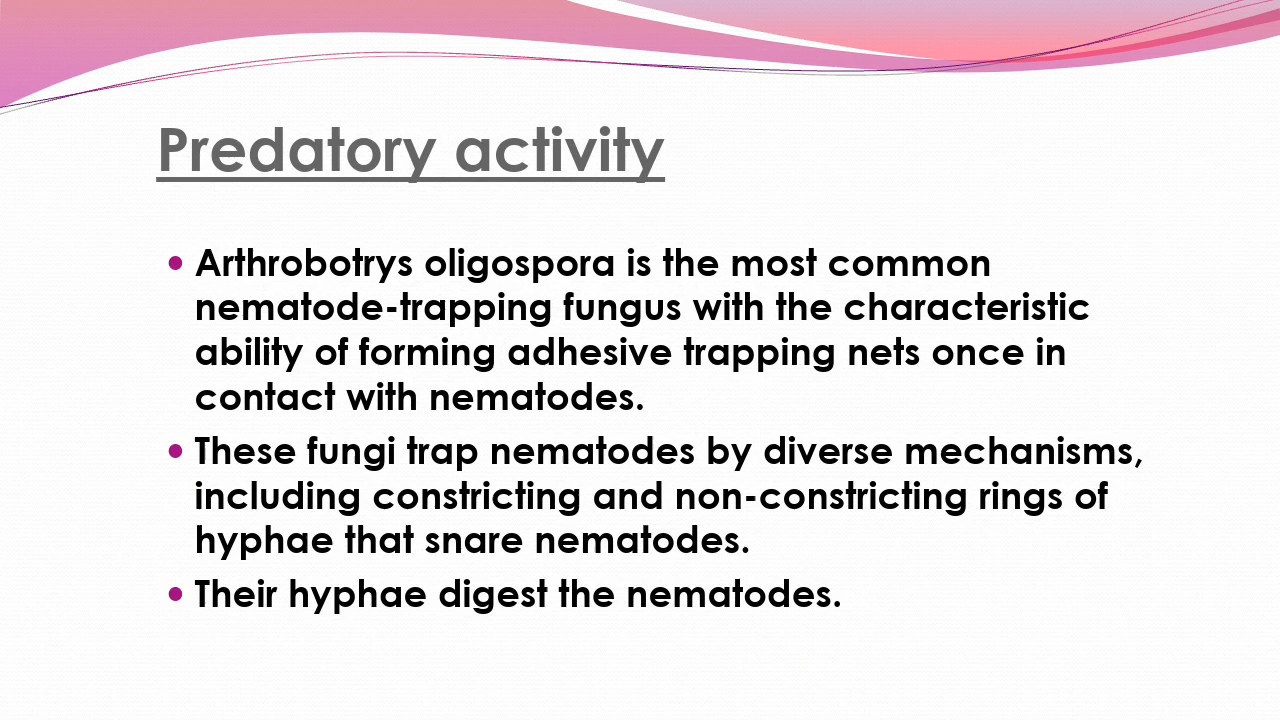 Predatory activity
• Arthrobotrys oligospora is the most common
nematode-trapping fungus with the characteristic
ability of forming adhesive trapping nets once in
contact with nematodes.
• These fungi trap nematodes by diverse mechanisms,
including constricting and non-constricting rings of
hyphae that snare nematodes.
• Their hyphae digest the nematodes.